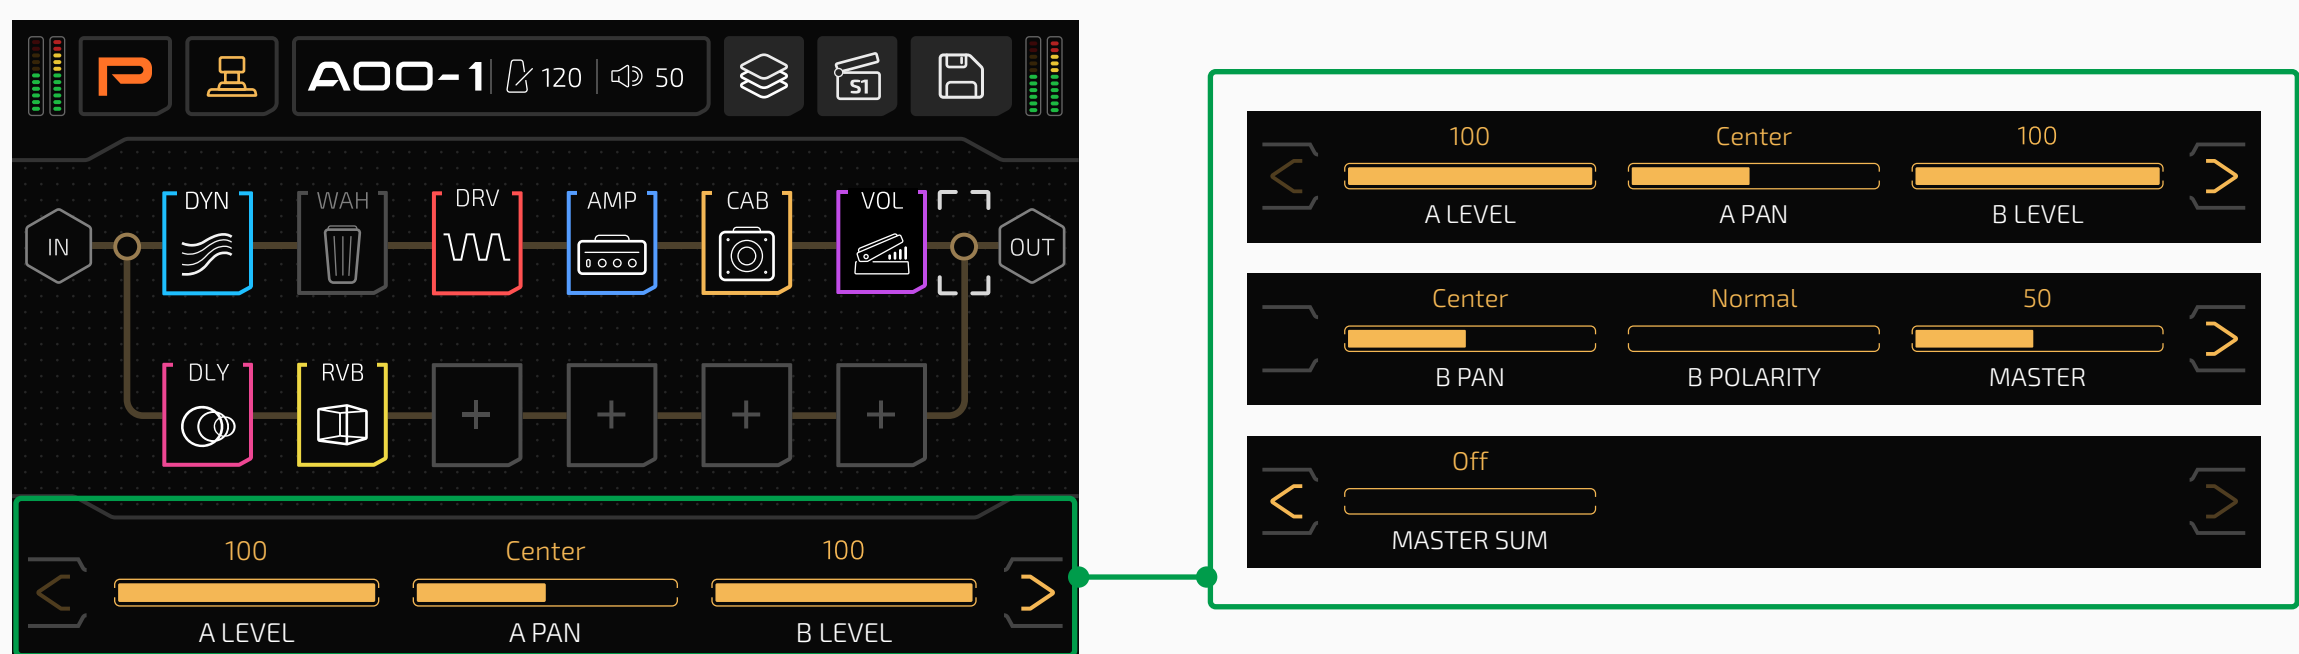 A00-1 120 50 S1
DYN WAH DRV AMP CAB VOL
IN OUT
DLY RVB
100 Center 100
A LEVEL A PAN B LEVEL
100 Center 100
A LEVEL A PAN B LEVEL
Center Normal 50
B PAN B POLARITY MASTER
Off
MASTER SUM